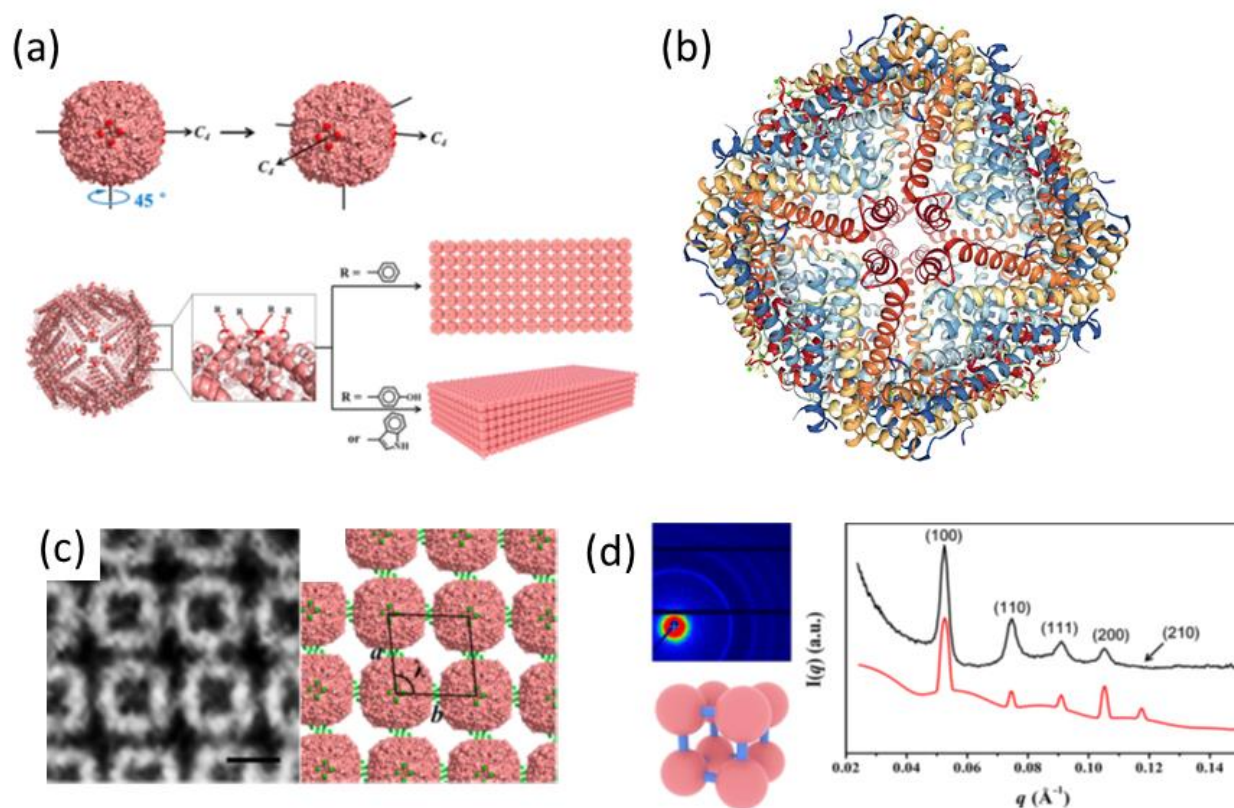 (a)
C₄
C₄
C₄
45 °
R R R R
R =
R =
OH
or
NH
(b)
(c)
a
λ
b
(d)
(100)
(110)
(111)
(200)
(210)
I(q) (a.u.)
0.02 0.04 0.06 0.08 0.10 0.12 0.14
q (Å⁻¹)